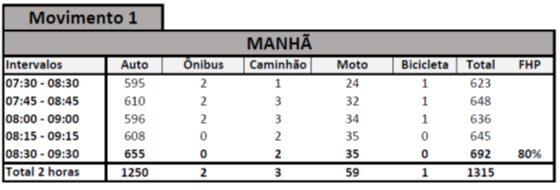 Movimento 1
MANHÃ
Intervalos Auto Ônibus Caminhão Moto Bicicleta Total FHP
07:30 - 08:30 595 2 1 24 1 623
07:45 - 08:45 610 2 3 32 1 648
08:00 - 09:00 596 2 3 34 1 636
08:15 - 09:15 608 0 2 35 0 645
08:30 - 09:30 655 0 2 35 0 692 80%
Total 2 horas 1250 2 3 59 1 1315